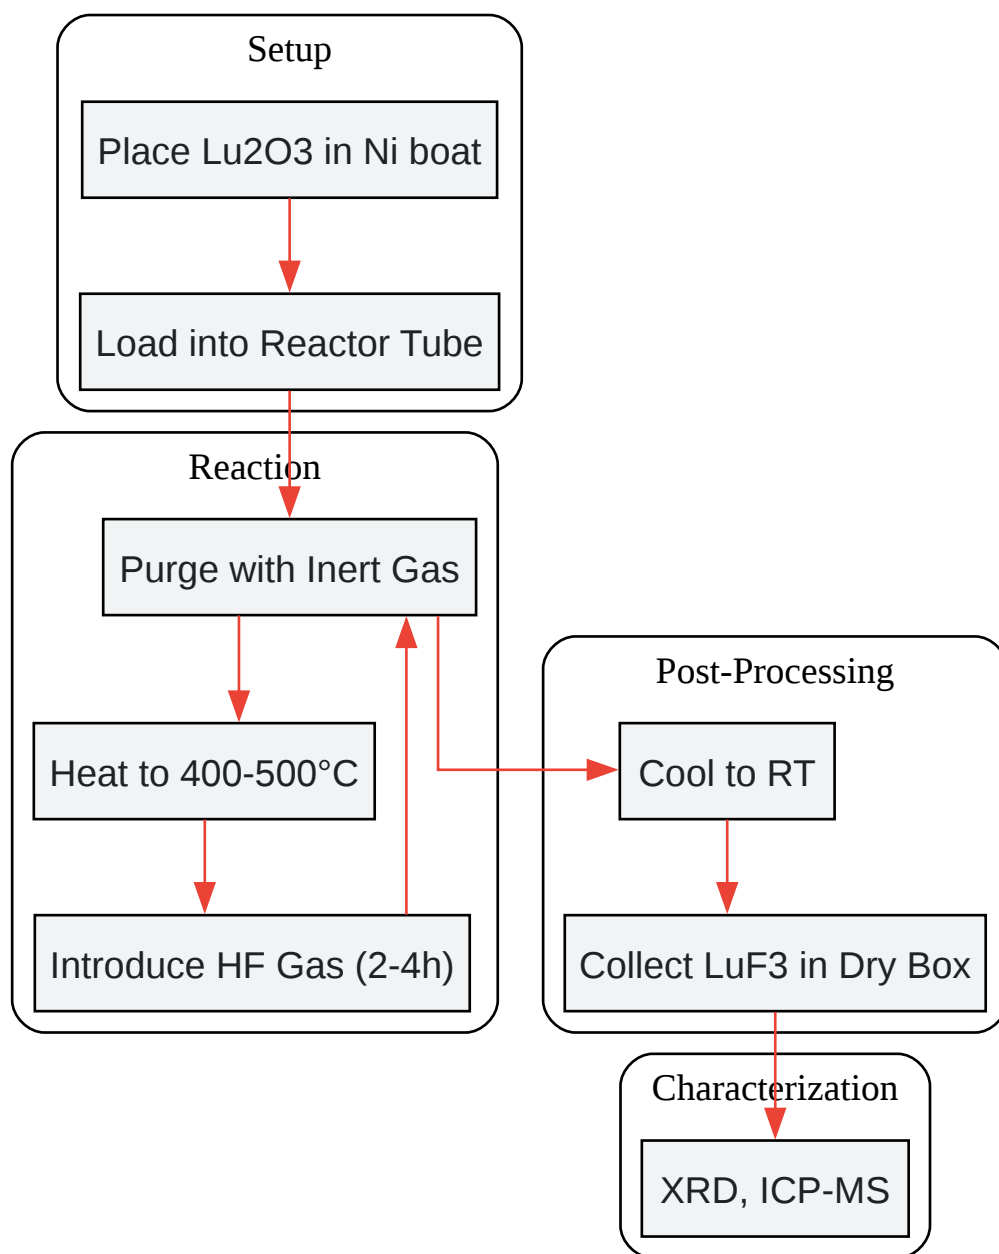 Setup
Place Lu2O3 in Ni boat
Load into Reactor Tube
Reaction
Purge with Inert Gas
Heat to 400-500°C
Introduce HF Gas (2-4h)
Post-Processing
Cool to RT
Collect LuF3 in Dry Box
Characterization
XRD, ICP-MS